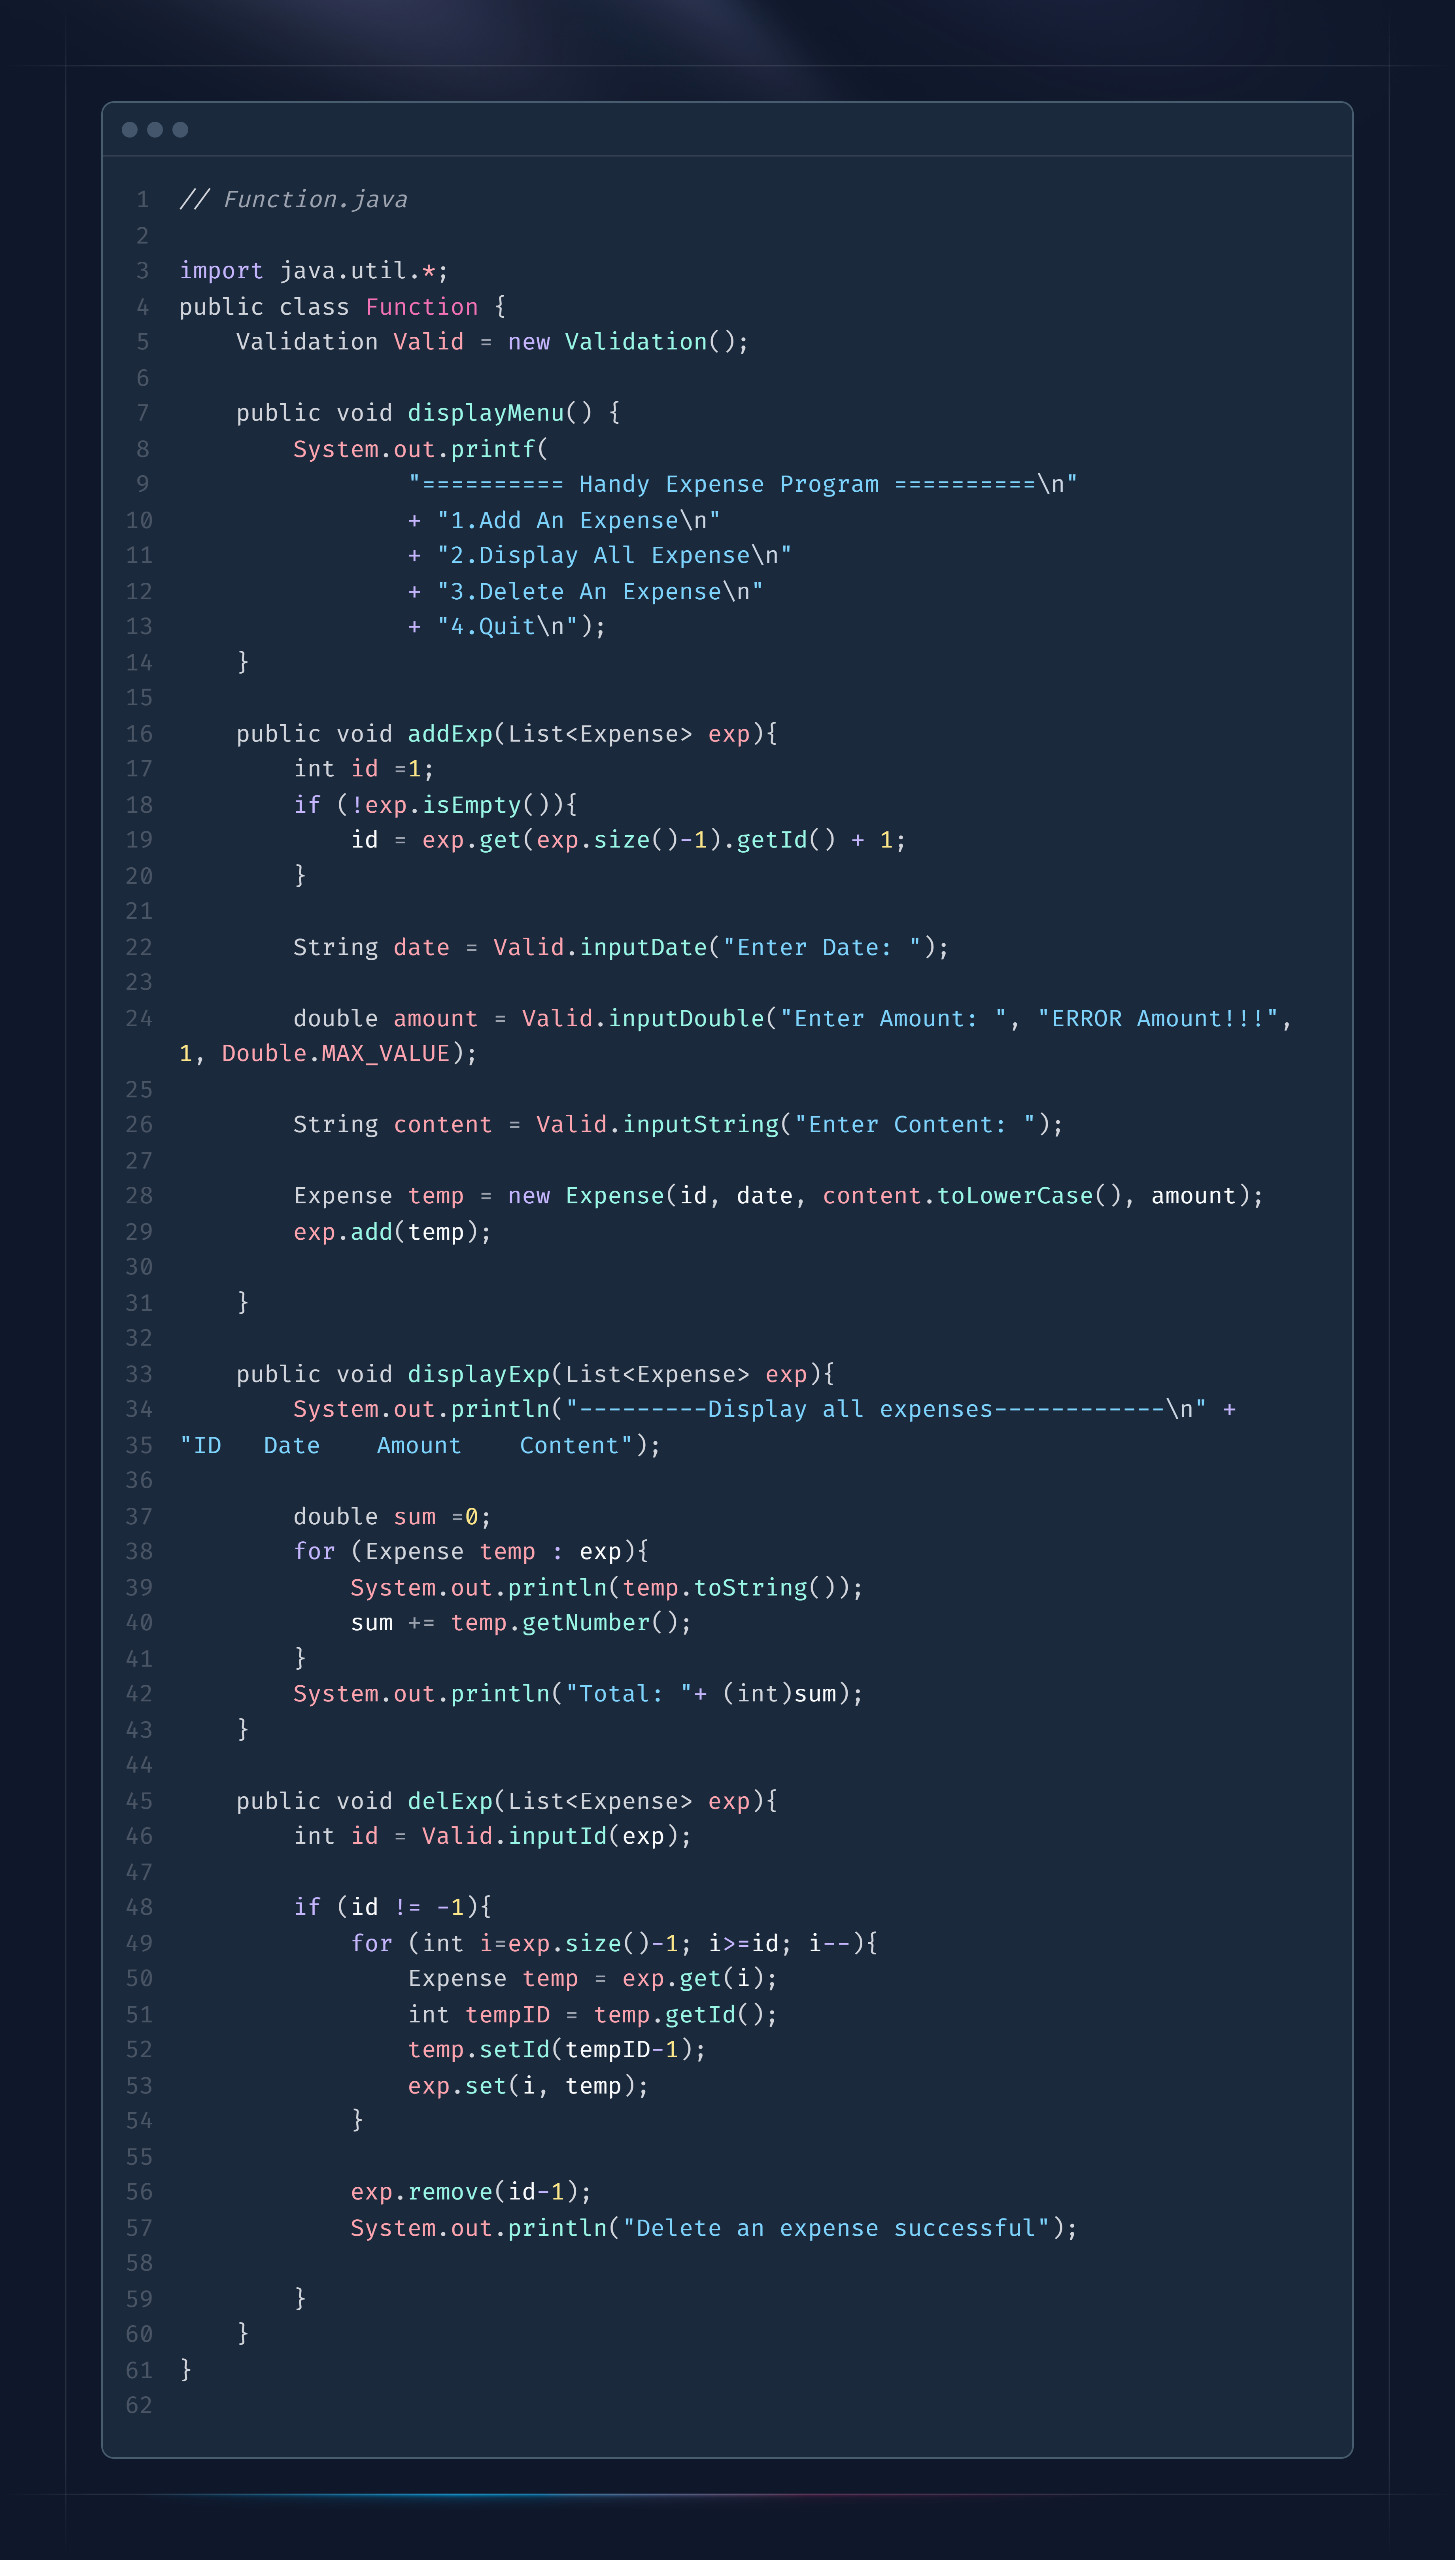 1 // Function.java
2
3 import java.util.*;
4 public class Function {
5     Validation Valid = new Validation();
6
7     public void displayMenu() {
8         System.out.printf(
9                 "========== Handy Expense Program ==========\n"
10                 + "1.Add An Expense\n"
11                 + "2.Display All Expense\n"
12                 + "3.Delete An Expense\n"
13                 + "4.Quit\n");
14     }
15
16     public void addExp(List<Expense> exp){
17         int id =1;
18         if (!exp.isEmpty()){
19             id = exp.get(exp.size()-1).getId() + 1;
20         }
21
22         String date = Valid.inputDate("Enter Date: ");
23
24         double amount = Valid.inputDouble("Enter Amount: ", "ERROR Amount!!!",
1, Double.MAX_VALUE);
25
26         String content = Valid.inputString("Enter Content: ");
27
28         Expense temp = new Expense(id, date, content.toLowerCase(), amount);
29         exp.add(temp);
30
31     }
32
33     public void displayExp(List<Expense> exp){
34         System.out.println("---------Display all expenses------------\n" +
35 "ID   Date    Amount    Content");
36
37         double sum =0;
38         for (Expense temp : exp){
39             System.out.println(temp.toString());
40             sum += temp.getNumber();
41         }
42         System.out.println("Total: "+ (int)sum);
43     }
44
45     public void delExp(List<Expense> exp){
46         int id = Valid.inputId(exp);
47
48         if (id != -1){
49             for (int i=exp.size()-1; i>=id; i--){
50                 Expense temp = exp.get(i);
51                 int tempID = temp.getId();
52                 temp.setId(tempID-1);
53                 exp.set(i, temp);
54             }
55
56             exp.remove(id-1);
57             System.out.println("Delete an expense successful");
58
59         }
60     }
61 }
62